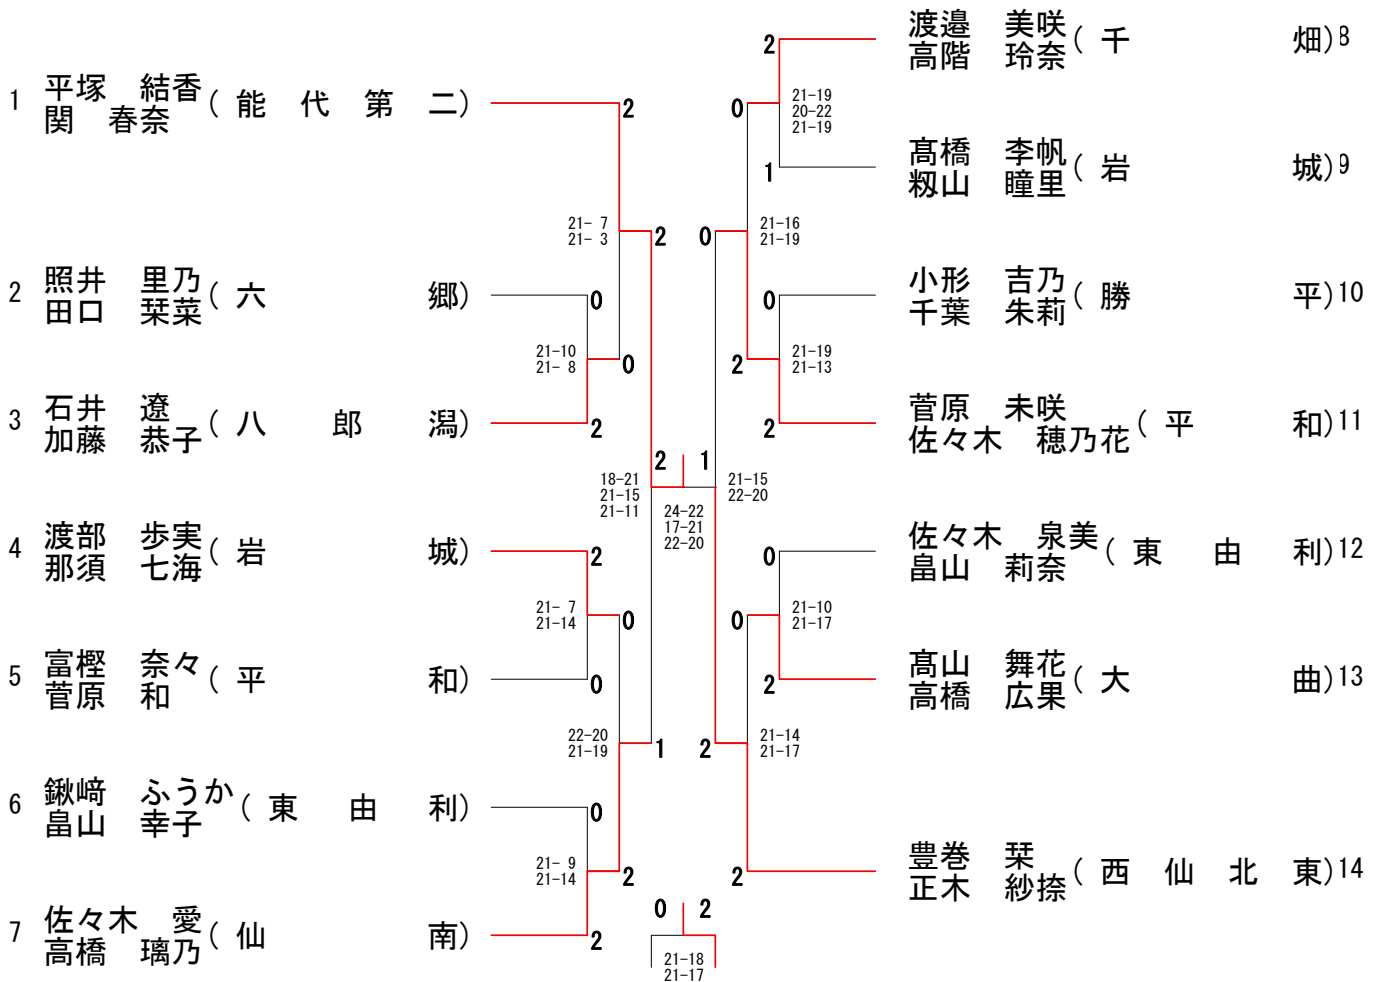 1 平塚　結香
関　春奈 ( 能代第二 )
2 照井　里乃
田口　栞菜 ( 六郷 )
3 石井　遼
加藤　恭子 ( 八郎潟 )
4 渡部　歩実
那須　七海 ( 岩城 )
5 富樫　奈々
菅原　和 ( 平和 )
6 鍬﨑　ふうか
畠山　幸子 ( 東由利 )
7 佐々木　愛
高橋　璃乃 ( 仙南 )
2
21- 7
21- 3
2
0
21-10
21- 8
0
2
2
18-21
21-15
21-11
2
21- 7
21-14
0
0
22-20
21-19
1
0
21- 9
21-14
2
2
24-22
17-21
22-20
0 2
21-18
21-17
2
0
21-19
20-22
21-19
1
0
21-16
21-19
0
2
21-19
21-13
2
1
21-15
22-20
0
0
21-10
21-17
2
2
21-14
21-17
2
渡邉　美咲
高階　玲奈 ( 千畑 ) 8
髙橋　李帆
籾山　瞳里 ( 岩城 ) 9
小形　吉乃
千葉　朱莉 ( 勝平 ) 10
菅原　未咲
佐々木　穂乃花 ( 平和 ) 11
佐々木　泉美
畠山　莉奈 ( 東由利 ) 12
髙山　舞花
高橋　広果 ( 大曲 ) 13
豊巻　栞
正木　紗捺 ( 西仙北東 ) 14